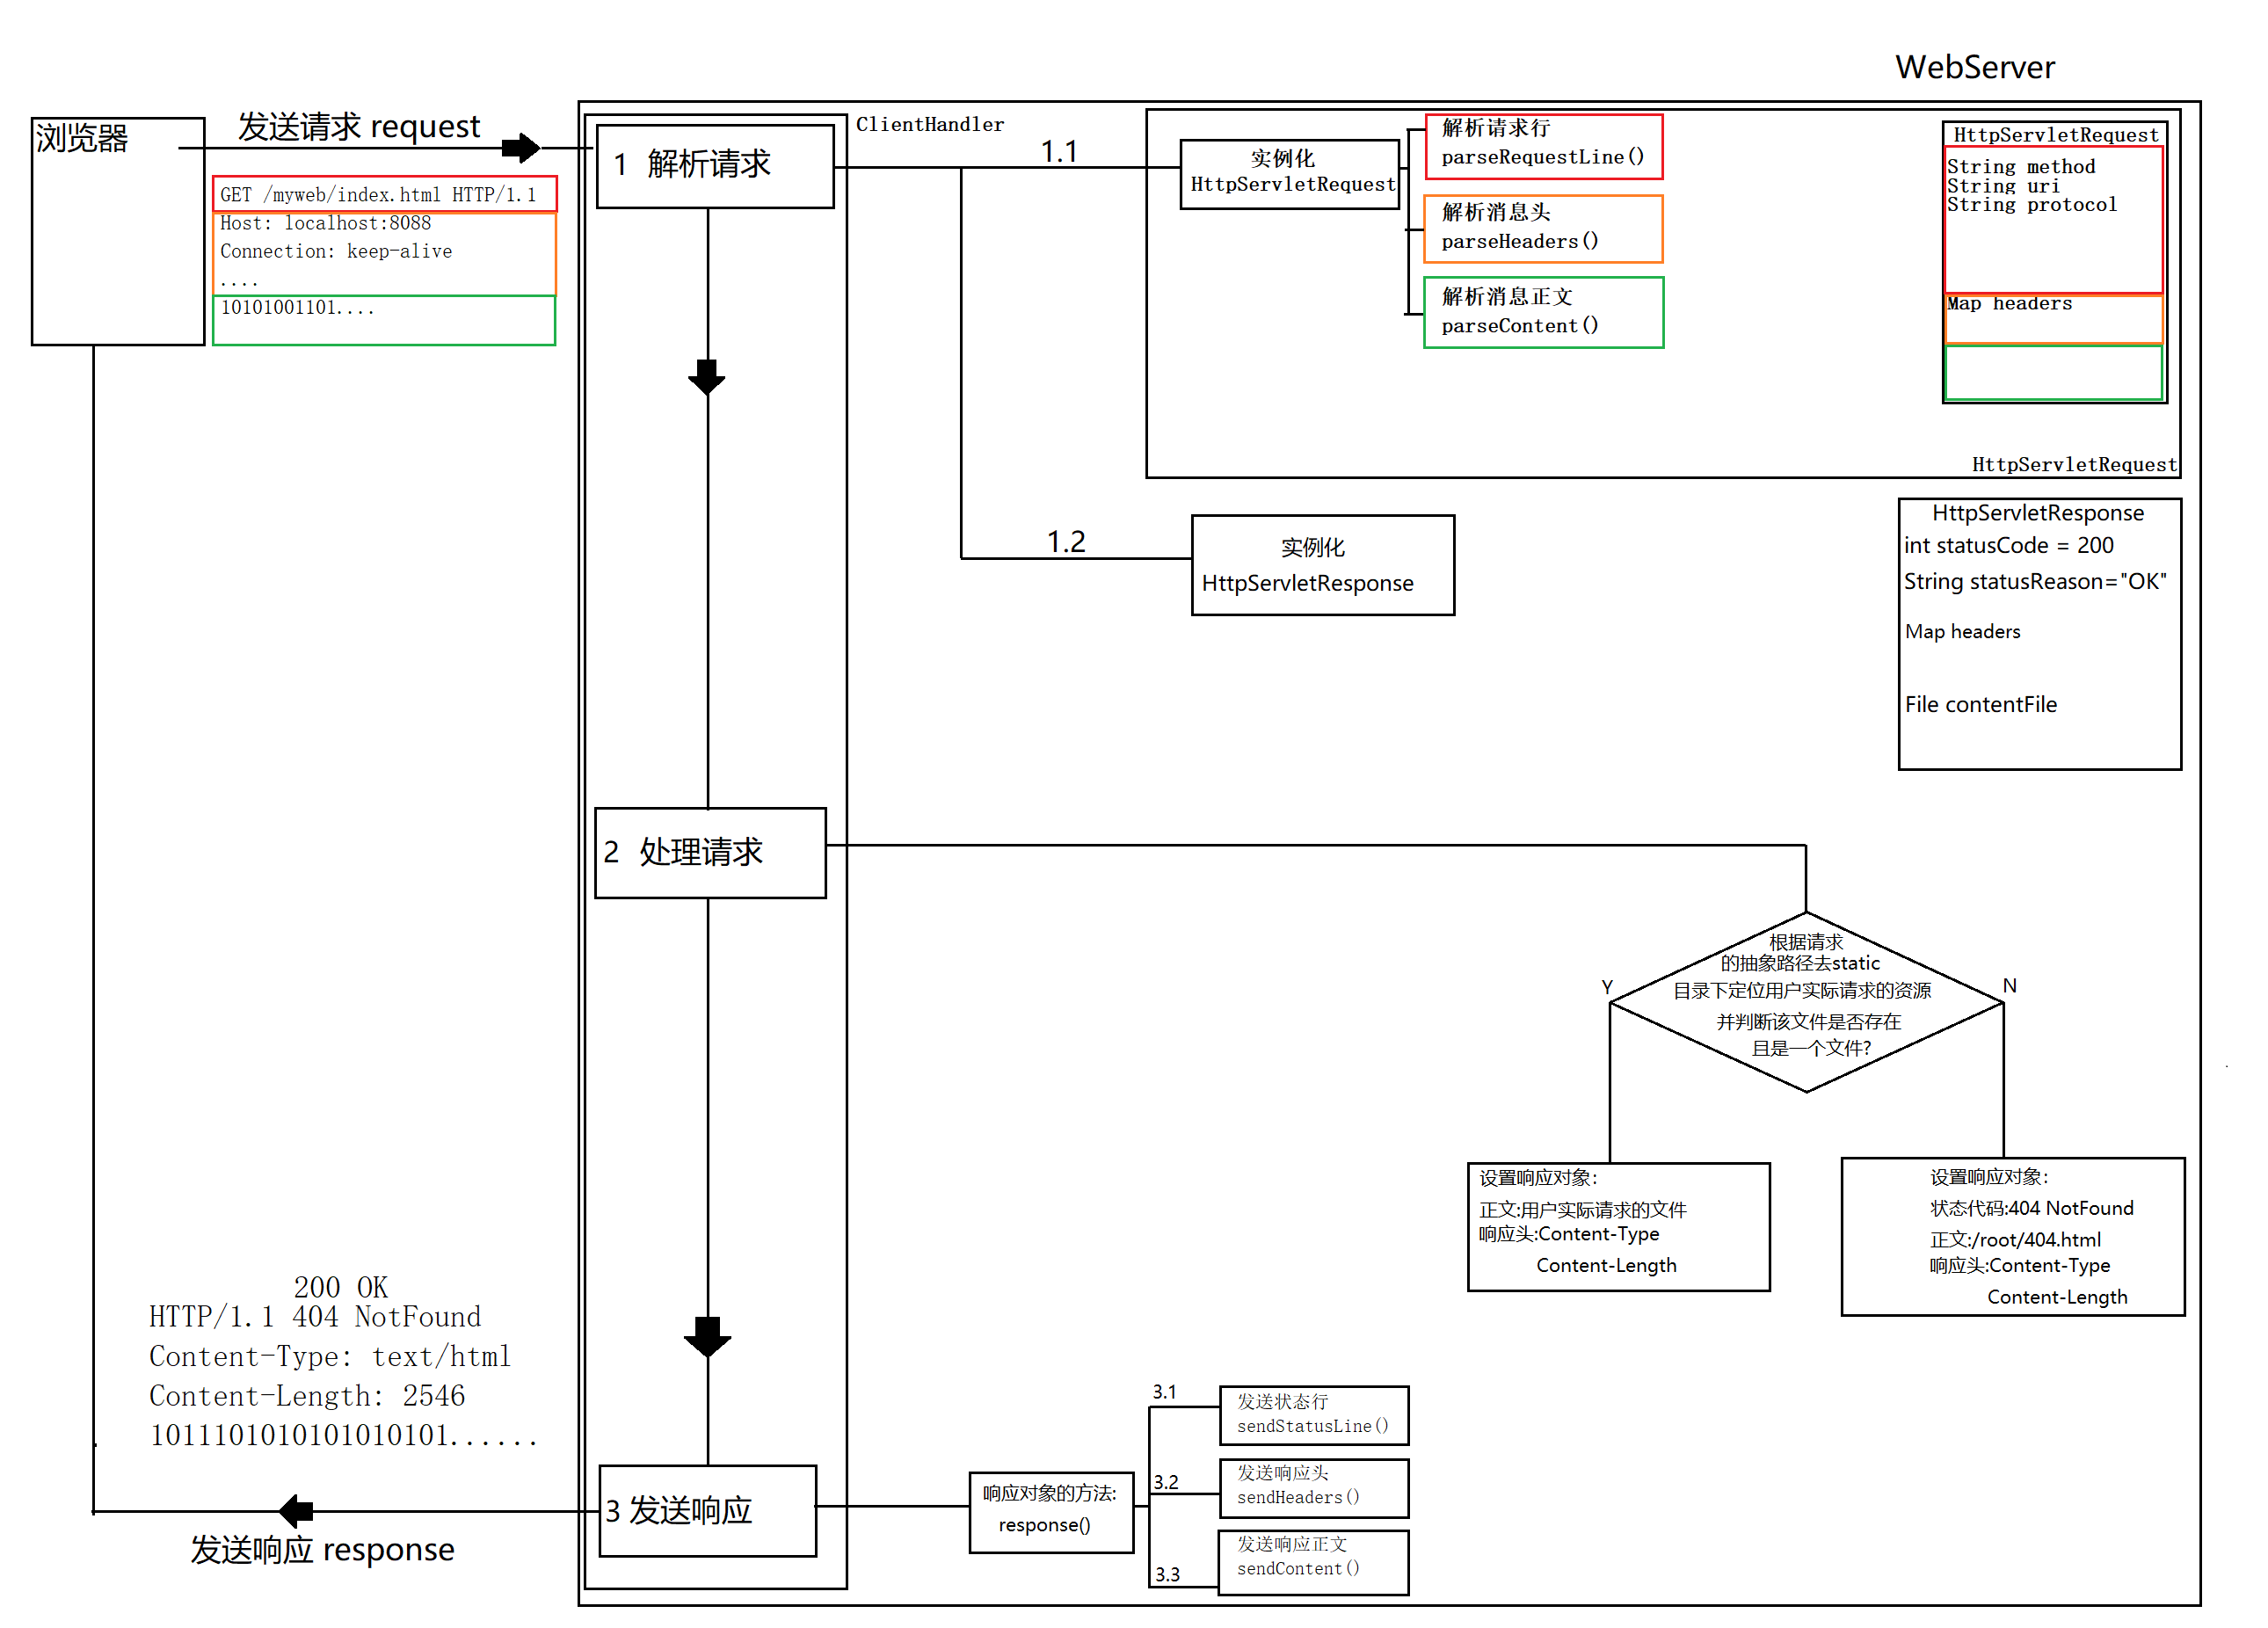 WebServer
浏览器
发送请求 request
GET /myweb/index.html HTTP/1.1
Host: localhost:8088
Connection: keep-alive
....
10101001101....
ClientHandler
1 解析请求
1.1
实例化
HttpServletRequest
解析请求行
parseRequestLine()
解析消息头
parseHeaders()
解析消息正文
parseContent()
HttpServletRequest
String method
String uri
String protocol
Map headers
HttpServletRequest
1.2
实例化
HttpServletResponse
HttpServletResponse
int statusCode = 200
String statusReason="OK"
Map headers
File contentFile
2 处理请求
根据请求
的抽象路径去static
目录下定位用户实际请求的资源
并判断该文件是否存在
且是一个文件?
Y
N
设置响应对象:
正文:用户实际请求的文件
响应头:Content-Type
Content-Length
设置响应对象:
状态代码:404 NotFound
正文:/root/404.html
响应头:Content-Type
Content-Length
200 OK
HTTP/1.1 404 NotFound
Content-Type: text/html
Content-Length: 2546
1011101010101010101......
3 发送响应
发送响应 response
响应对象的方法:
response()
3.1
发送状态行
sendStatusLine()
3.2
发送响应头
sendHeaders()
3.3
发送响应正文
sendContent()